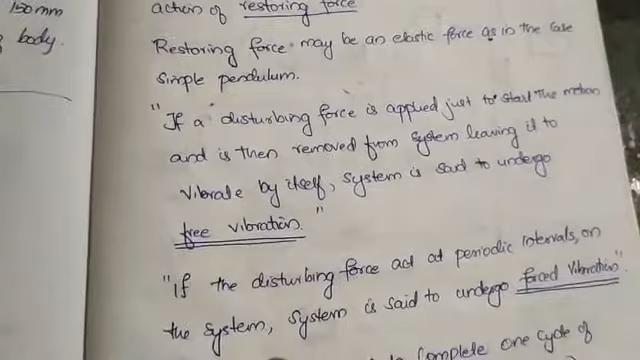 150mm
body.
action of restoring force
Restoring force may be an elastic force as in the case
simple pendulum.
"If a disturbing force is applied just to start the motion
and is then removed from system leaving it to
vibrate by itself, system is said to undergo
free vibration."
"If the disturbing force act at periodic intervals, on
the system, system is said to undergo forced vibration"
complete one cycle of